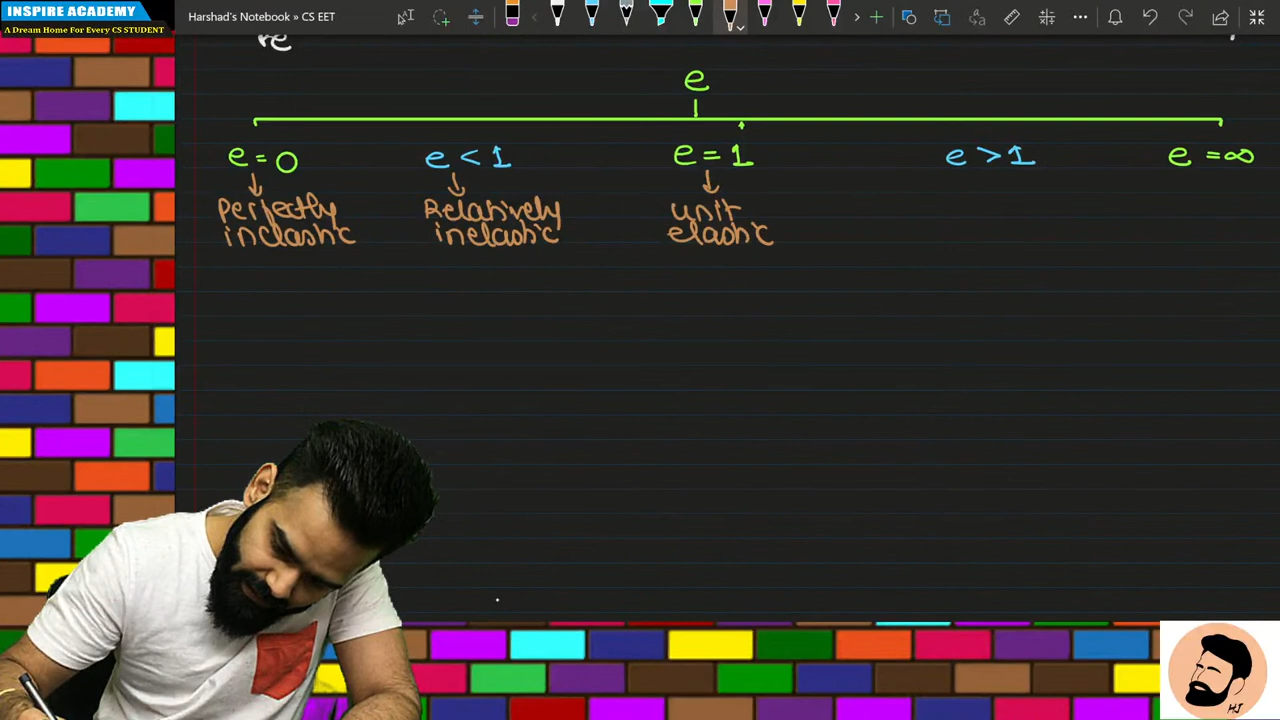 INSPIRE ACADEMY
A Dream Home For Every CS STUDENT
Harshad's Notebook » CS EET
e
e = 0
e < 1
e = 1
e > 1
e = ∞
Perfectly
inelastic
Relatively
inelastic
unit
elastic
HJ